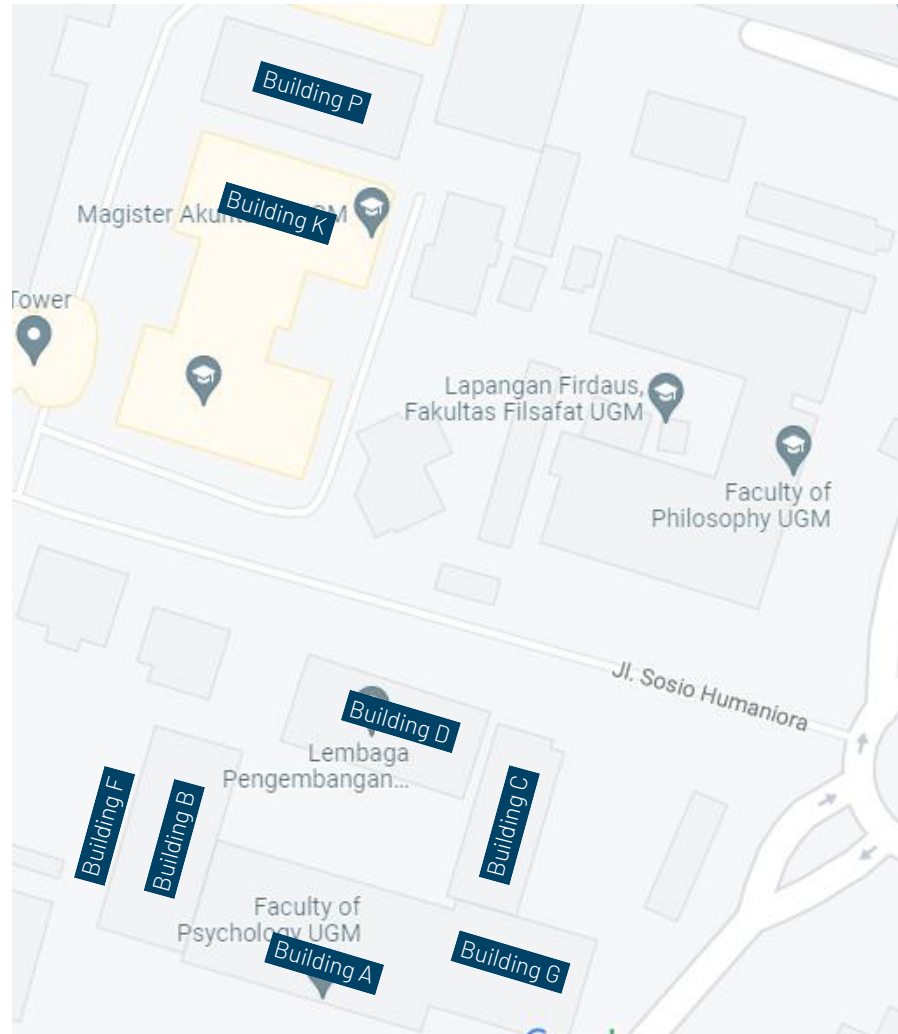 Building P
Magister Aku
GM
Building K
Tower
Lapangan Firdaus,
Fakultas Filsafat UGM
Faculty of
Philosophy UGM
Jl. Sosio Humaniora
Building D
Lembaga
Pengembangan...
Building F
Building B
Building C
Faculty of
Psychology UGM
Building A
Building G